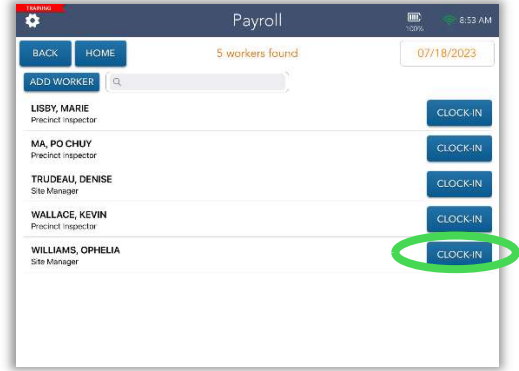 TRAINING
Payroll
100%
8:53 AM
BACK
HOME
5 workers found
07/18/2023
ADD WORKER
LISBY, MARIE
Precinct Inspector
CLOCK-IN
MA, PO CHUY
Precinct Inspector
CLOCK-IN
TRUDEAU, DENISE
Site Manager
CLOCK-IN
WALLACE, KEVIN
Precinct Inspector
CLOCK-IN
WILLIAMS, OPHELIA
Site Manager
CLOCK-IN